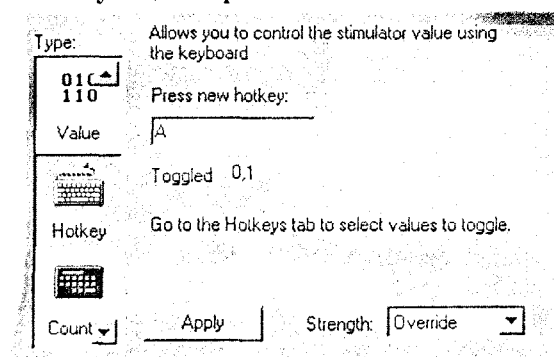 Type:
Allows you to control the stimulator value using
the keyboard
010
110
Value
Press new hotkey:
A
Toggled 0,1
Hotkey
Go to the Hotkeys tab to select values to toggle.
Count
Apply
Strength: Override